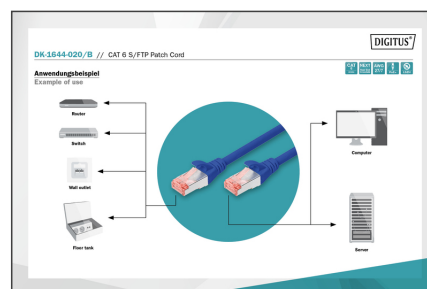 DIGITUS®
DK-1644-020/B // CAT 6 S/FTP Patch Cord
Anwendungsbeispiel
Example of use
Router
Switch
Wall outlet
Floor tank
Computer
Server